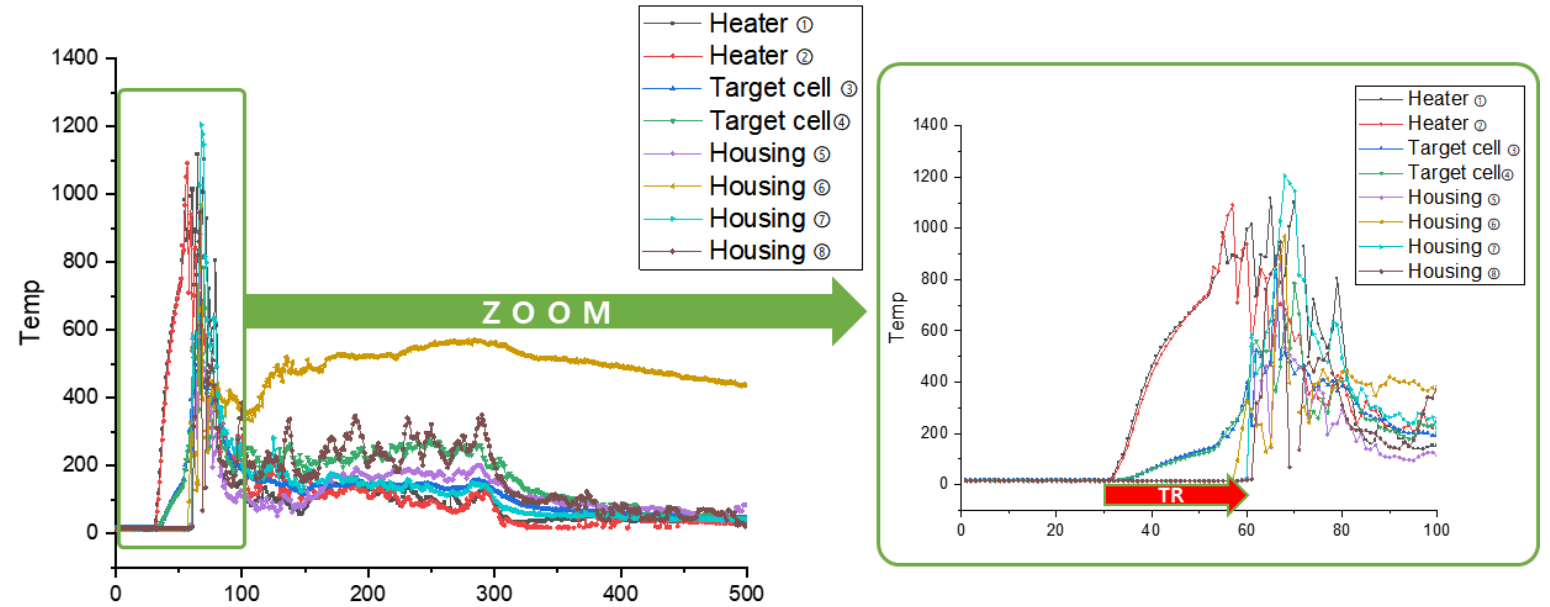 Heater ①
Heater ②
Target cell ③
Target cell④
Housing ⑤
Housing ⑥
Housing ⑦
Housing ⑧
1400
1200
1000
800
600
400
200
0
Temp
0
100
200
300
400
500
ZOOM
Heater ①
Heater ②
Target cell ③
Target cell④
Housing ⑤
Housing ⑥
Housing ⑦
Housing ⑧
1400
1200
1000
800
600
400
200
0
Temp
TR
0
20
40
60
80
100